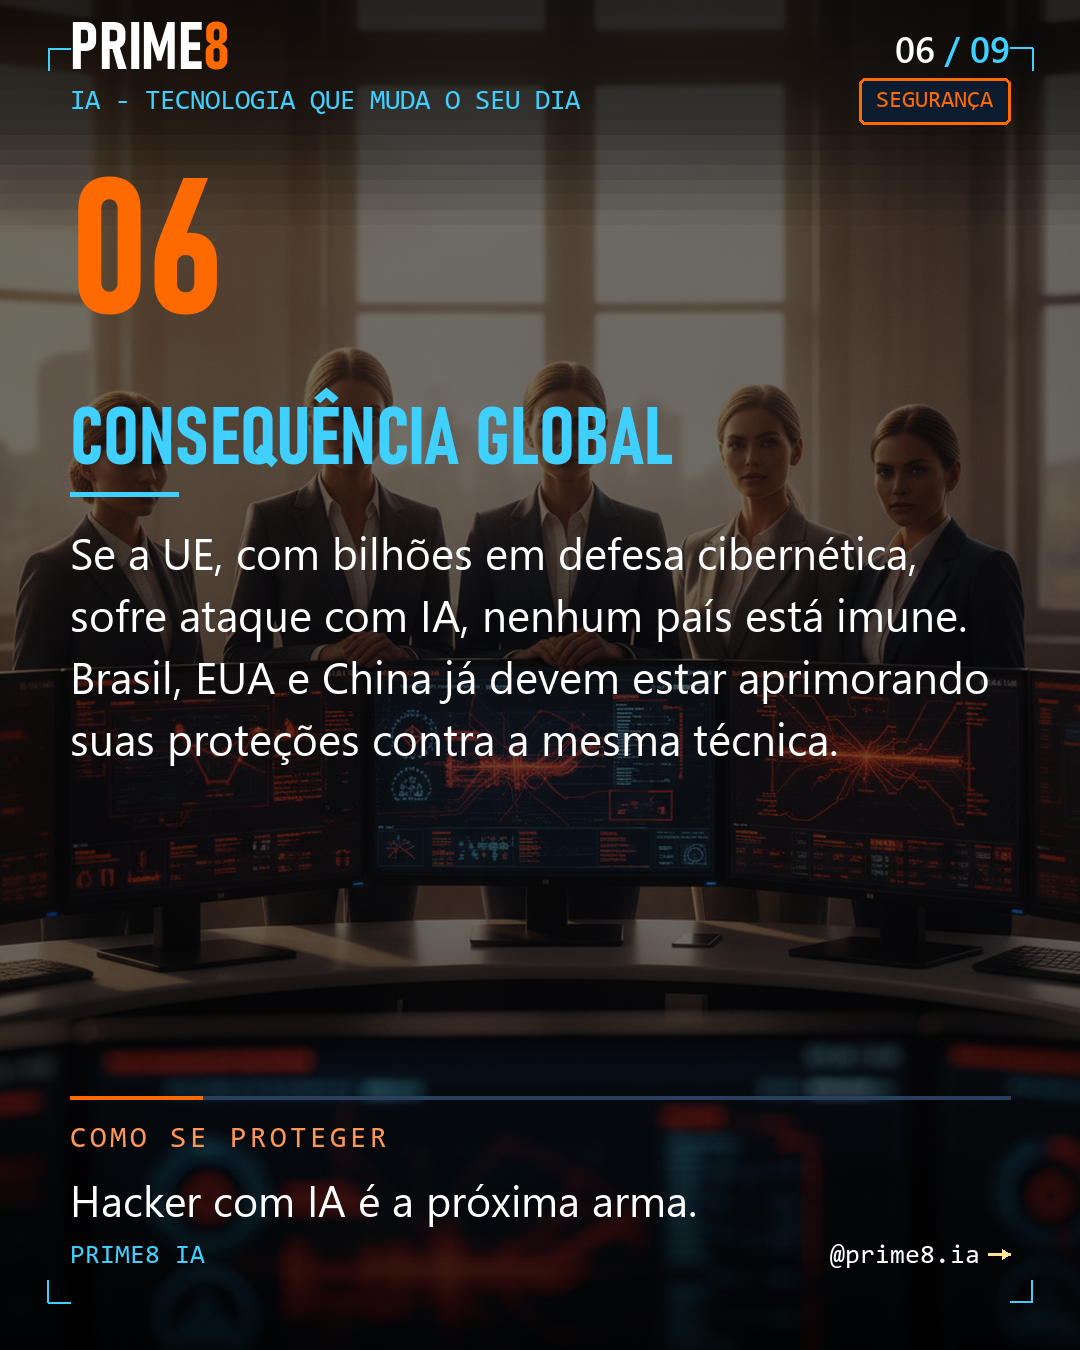 PRIME8
06 / 09
IA - TECNOLOGIA QUE MUDA O SEU DIA
SEGURANÇA
06
CONSEQUÊNCIA GLOBAL
Se a UE, com bilhões em defesa cibernética,
sofre ataque com IA, nenhum país está imune.
Brasil, EUA e China já devem estar aprimorando
suas proteções contra a mesma técnica.
COMO SE PROTEGER
Hacker com IA é a próxima arma.
PRIME8 IA
@prime8.ia